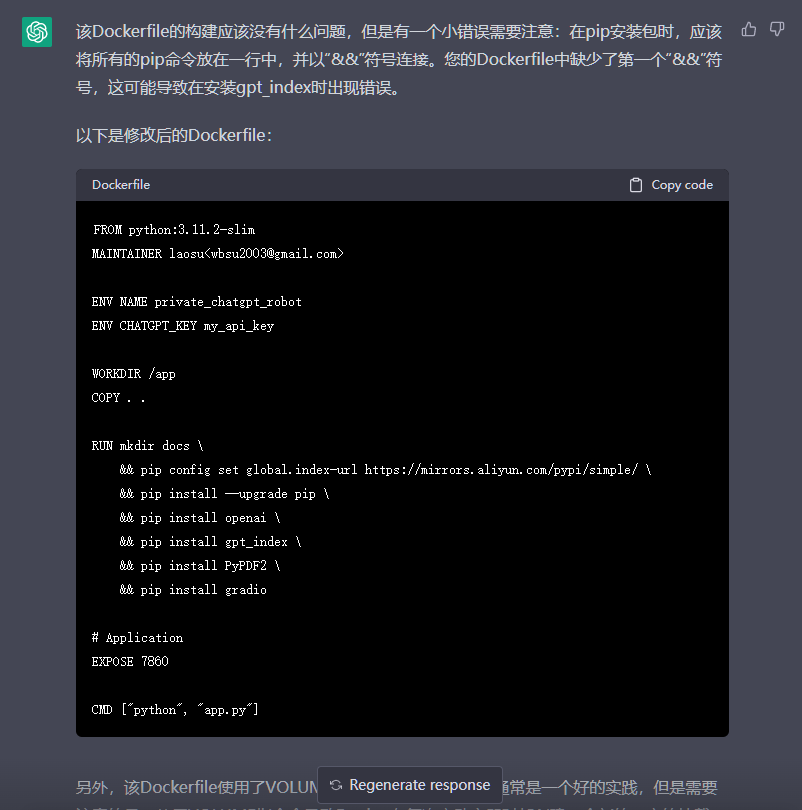 该Dockerfile的构建应该没有什么问题，但是有一个小错误需要注意：在pip安装包时，应该
将所有的pip命令放在一行中，并以“&&”符号连接。您的Dockerfile中缺少了第一个“&&”符
号，这可能导致在安装gpt_index时出现错误。
以下是修改后的Dockerfile：
Dockerfile
Copy code
FROM python:3.11.2-slim
MAINTAINER laosu<wbsu2003@gmail.com>
ENV NAME private_chatgpt_robot
ENV CHATGPT_KEY my_api_key
WORKDIR /app
COPY . .
RUN mkdir docs \
&& pip config set global.index-url https://mirrors.aliyun.com/pypi/simple/ \
&& pip install --upgrade pip \
&& pip install openai \
&& pip install gpt_index \
&& pip install PyPDF2 \
&& pip install gradio
# Application
EXPOSE 7860
CMD ["python", "app.py"]
另外，该Dockerfile使用了VOLUM
通常是一个好的实践，但是需要
Regenerate response